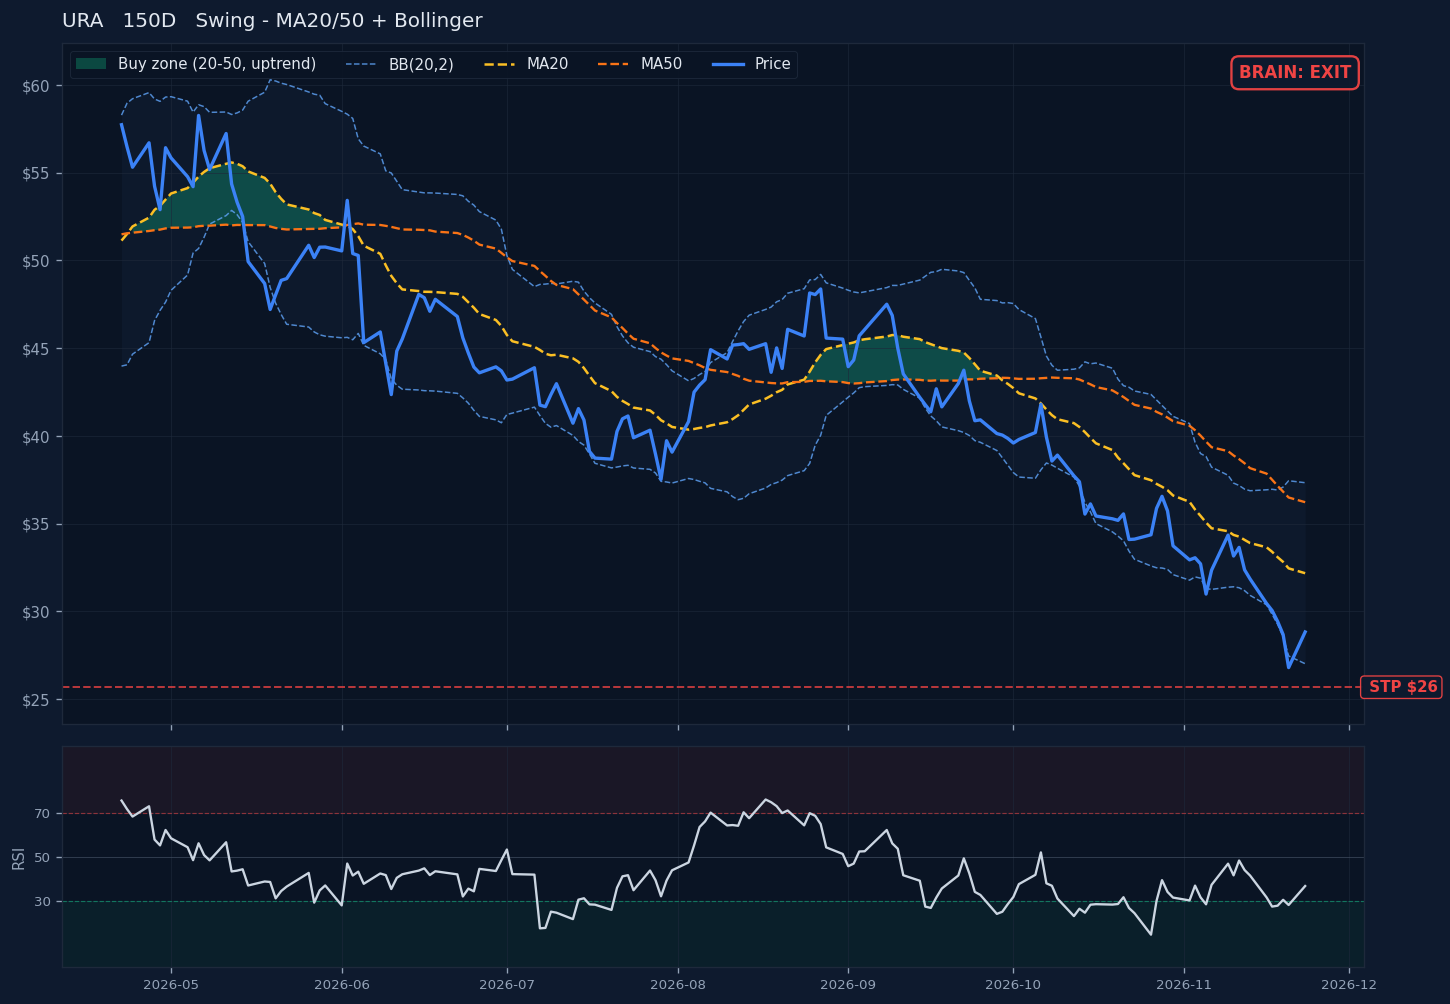 URA 150D Swing - MA20/50 + Bollinger
Buy zone (20-50, uptrend) BB(20,2) MA20 MA50 Price
BRAIN: EXIT
$60
$55
$50
$45
$40
$35
$30
$25
STP $26
RSI
70
50
30
2026-05 2026-06 2026-07 2026-08 2026-09 2026-10 2026-11 2026-12